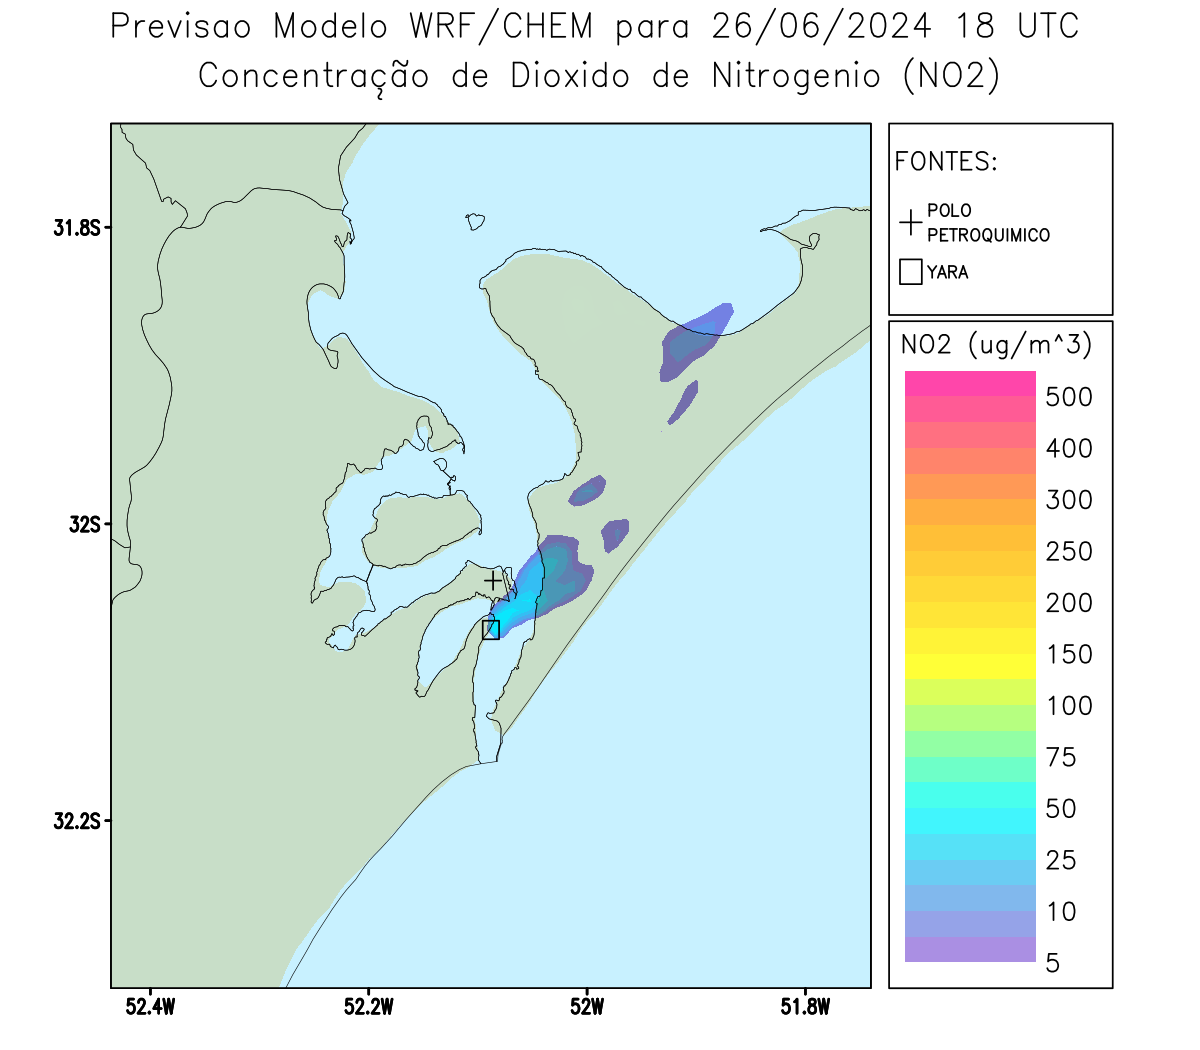 Previsao Modelo WRF/CHEM para 26/06/2024 18 UTC
Concentração de Dioxido de Nitrogenio (NO2)
FONTES:
POLO
PETROQUIMICO
YARA
NO2 (ug/m^3)
500
400
300
250
200
150
100
75
50
25
10
5
31.8S
32S
32.2S
52.4W
52.2W
52W
51.8W